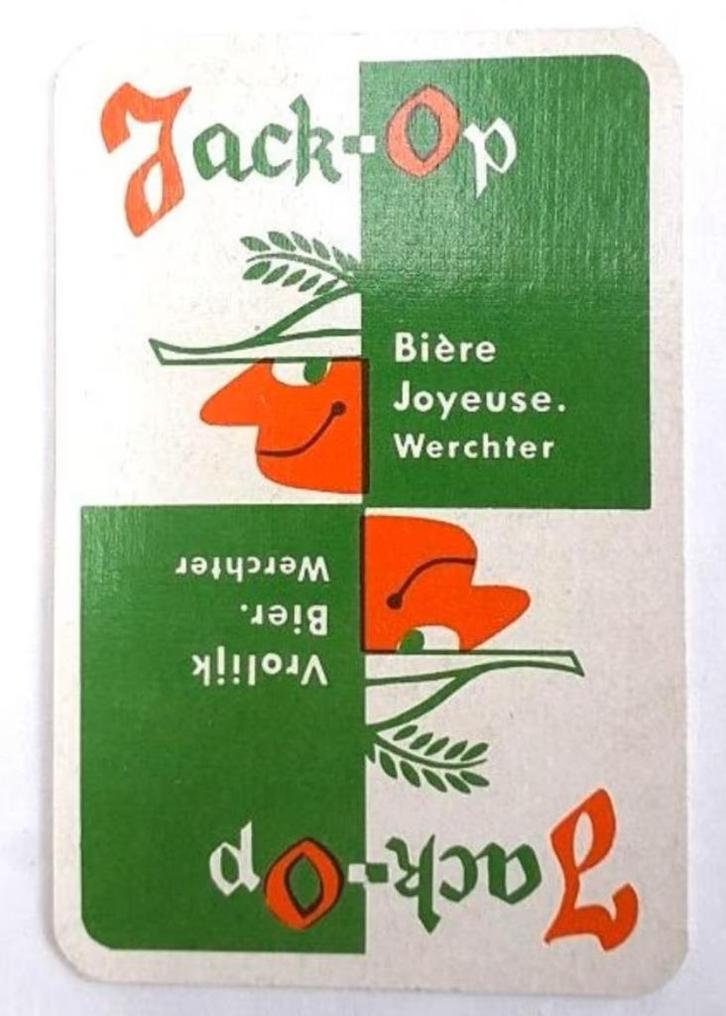 Jack-Op
Bière
Joyeuse.
Werchter
Jack-Op
Vrolijk
Bier.
Werchter